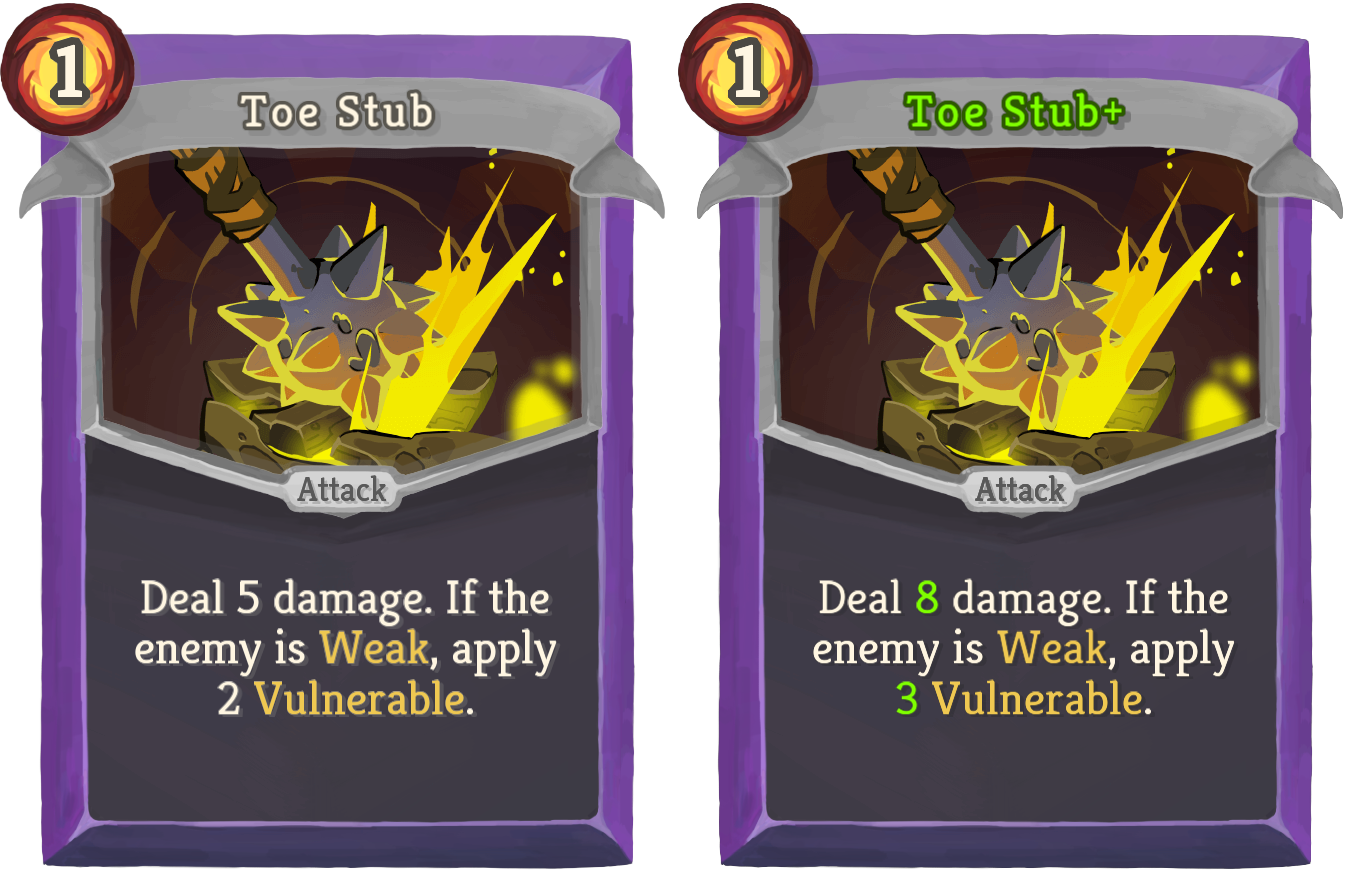 1
Toe Stub
Attack
Deal 5 damage. If the
enemy is Weak, apply
2 Vulnerable.
1
Toe Stub+
Attack
Deal 8 damage. If the
enemy is Weak, apply
3 Vulnerable.